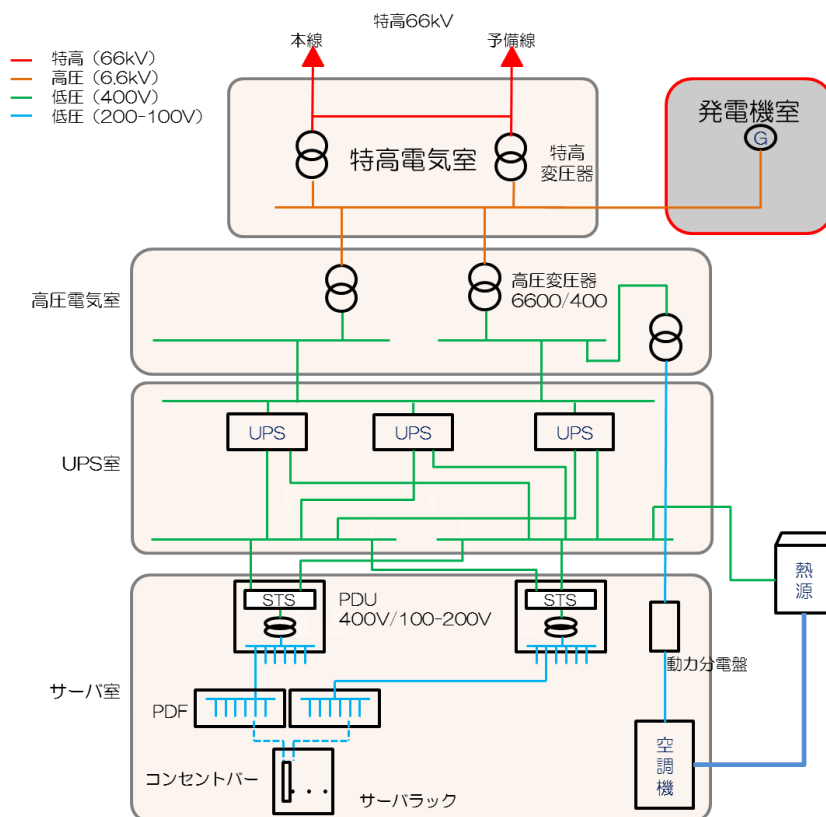 特高66kV
本線
予備線
特高（66kV）
高圧（6.6kV）
低圧（400V）
低圧（200-100V）
発電機室
G
特高電気室
特高
変圧器
高圧電気室
高圧変圧器
6600/400
UPS室
UPS
UPS
UPS
熱源
サーバ室
STS
PDU
400V/100-200V
STS
動力分電盤
PDF
空調機
コンセントバー
サーバラック